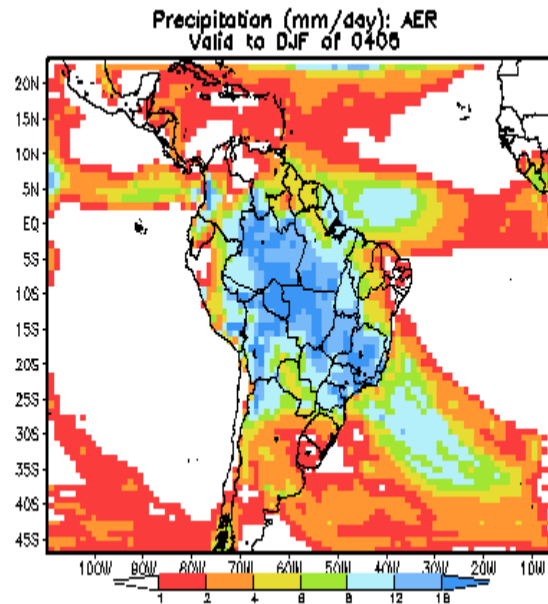 Precipitation (mm/day): AER
Valid to DJF of 0405
20N
15N
10N
5N
EQ
5S
10S
15S
20S
25S
30S
35S
40S
45S
100W 90W 80W 70W 60W 50W 40W 30W 20W 10W
1 2 4 6 8 12 16